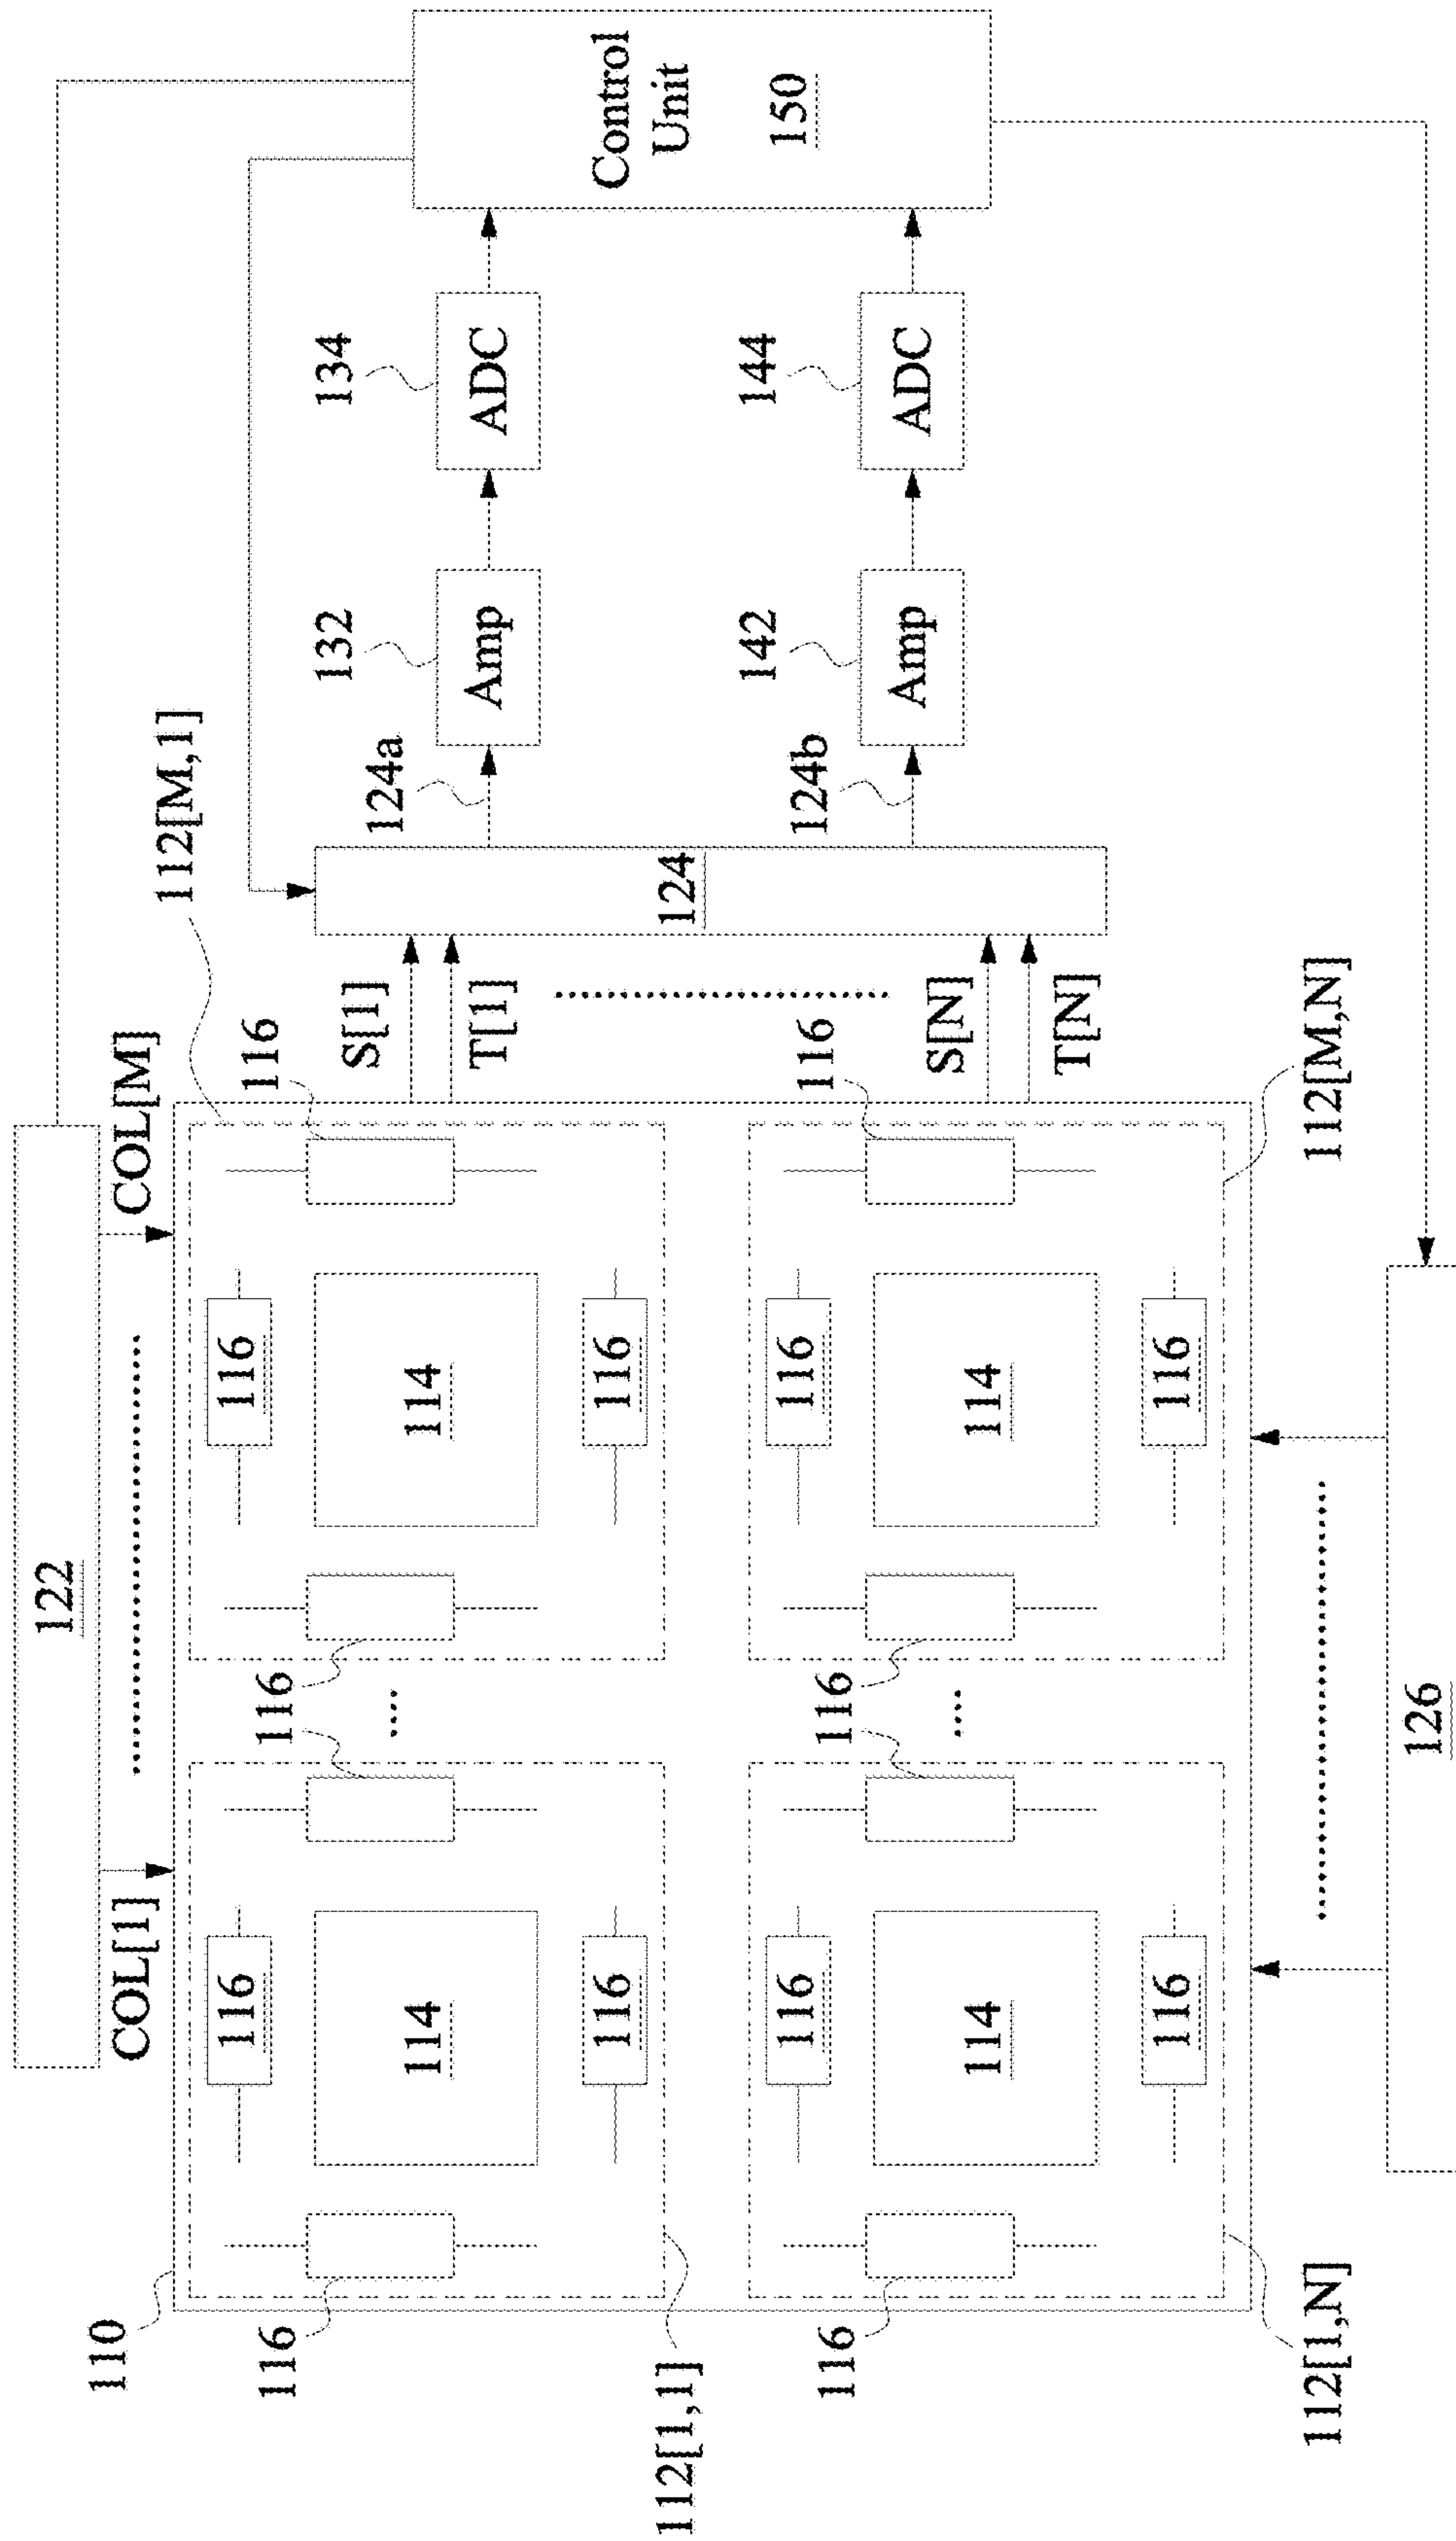 122
COL[1]
COL[M]
110
112[M,1]
116
116
116
116
116
116
116
116
114
114
116
116
112[1,1]
S[1]
T[1]
124
124a
132
Amp
134
ADC
Control
Unit
150
116
116
116
116
116
116
114
114
116
116
S[N]
T[N]
124b
142
Amp
144
ADC
112[1,N]
112[M,N]
126